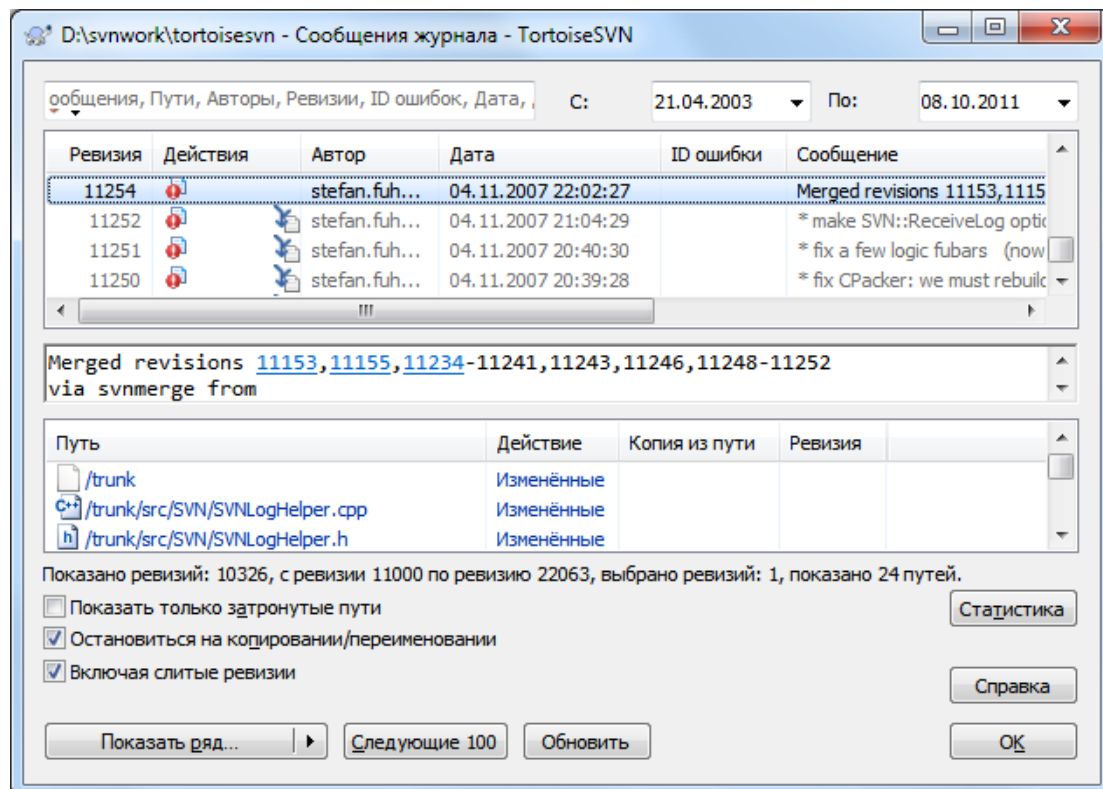 D:\svnwork\tortoisesvn - Сообщения журнала - TortoiseSVN
ообщения, Пути, Авторы, Ревизии, ID ошибок, Дата, С: 21.04.2003 По: 08.10.2011
Ревизия Действия Автор Дата ID ошибки Сообщение
11254 stefan.fuh... 04.11.2007 22:02:27 Merged revisions 11153,1115
11252 stefan.fuh... 04.11.2007 21:04:29 * make SVN::ReceiveLog optic
11251 stefan.fuh... 04.11.2007 20:40:30 * fix a few logic fubars (now
11250 stefan.fuh... 04.11.2007 20:39:28 * fix CPacker: we must rebuilc
Merged revisions 11153,11155,11234-11241,11243,11246,11248-11252
via svnmerge from
Путь Действие Копия из пути Ревизия
/trunk Изменённые
/trunk/src/SVN/SVNLogHelper.cpp Изменённые
/trunk/src/SVN/SVNLogHelper.h Изменённые
Показано ревизий: 10326, с ревизии 11000 по ревизию 22063, выбрано ревизий: 1, показано 24 путей.
Показать только затронутые пути
Статистика
Остановиться на копировании/переименовании
Включая слитые ревизии
Справка
Показать ряд... Следующие 100 Обновить OK